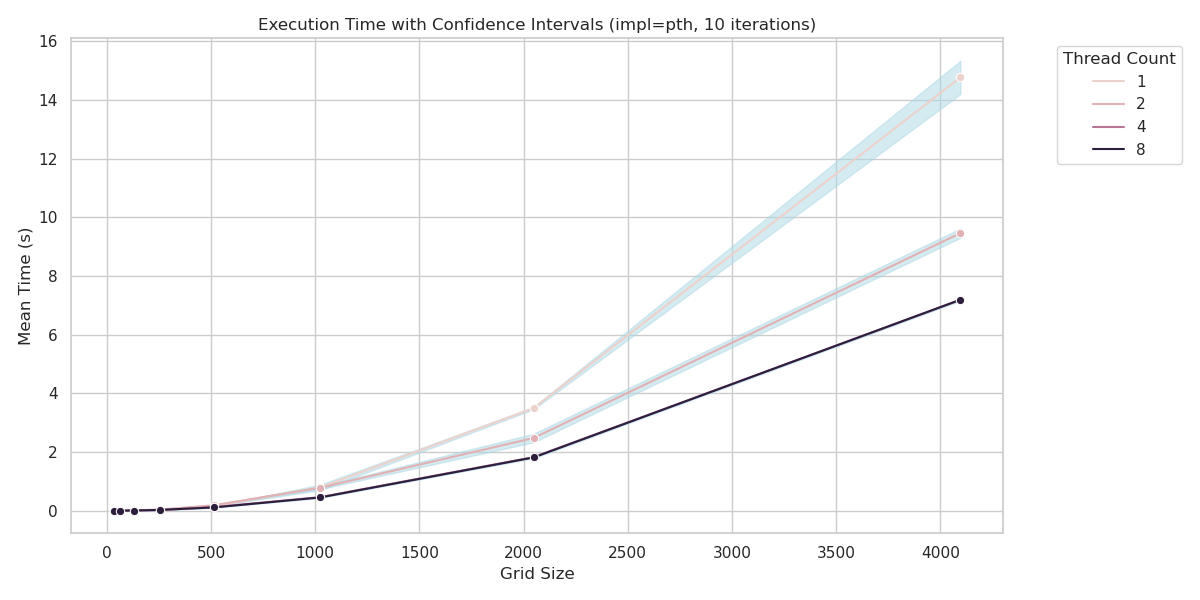 Execution Time with Confidence Intervals (impl=pth, 10 iterations)
Mean Time (s)
16
14
12
10
8
6
4
2
0
0 500 1000 1500 2000 2500 3000 3500 4000
Grid Size
Thread Count
1
2
4
8